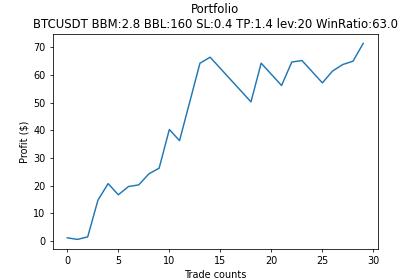 Portfolio
BTCUSDT BBM:2.8 BBL:160 SL:0.4 TP:1.4 lev:20 WinRatio:63.0
70
60
50
40
30
20
10
0
Profit ($)
0 5 10 15 20 25 30
Trade counts